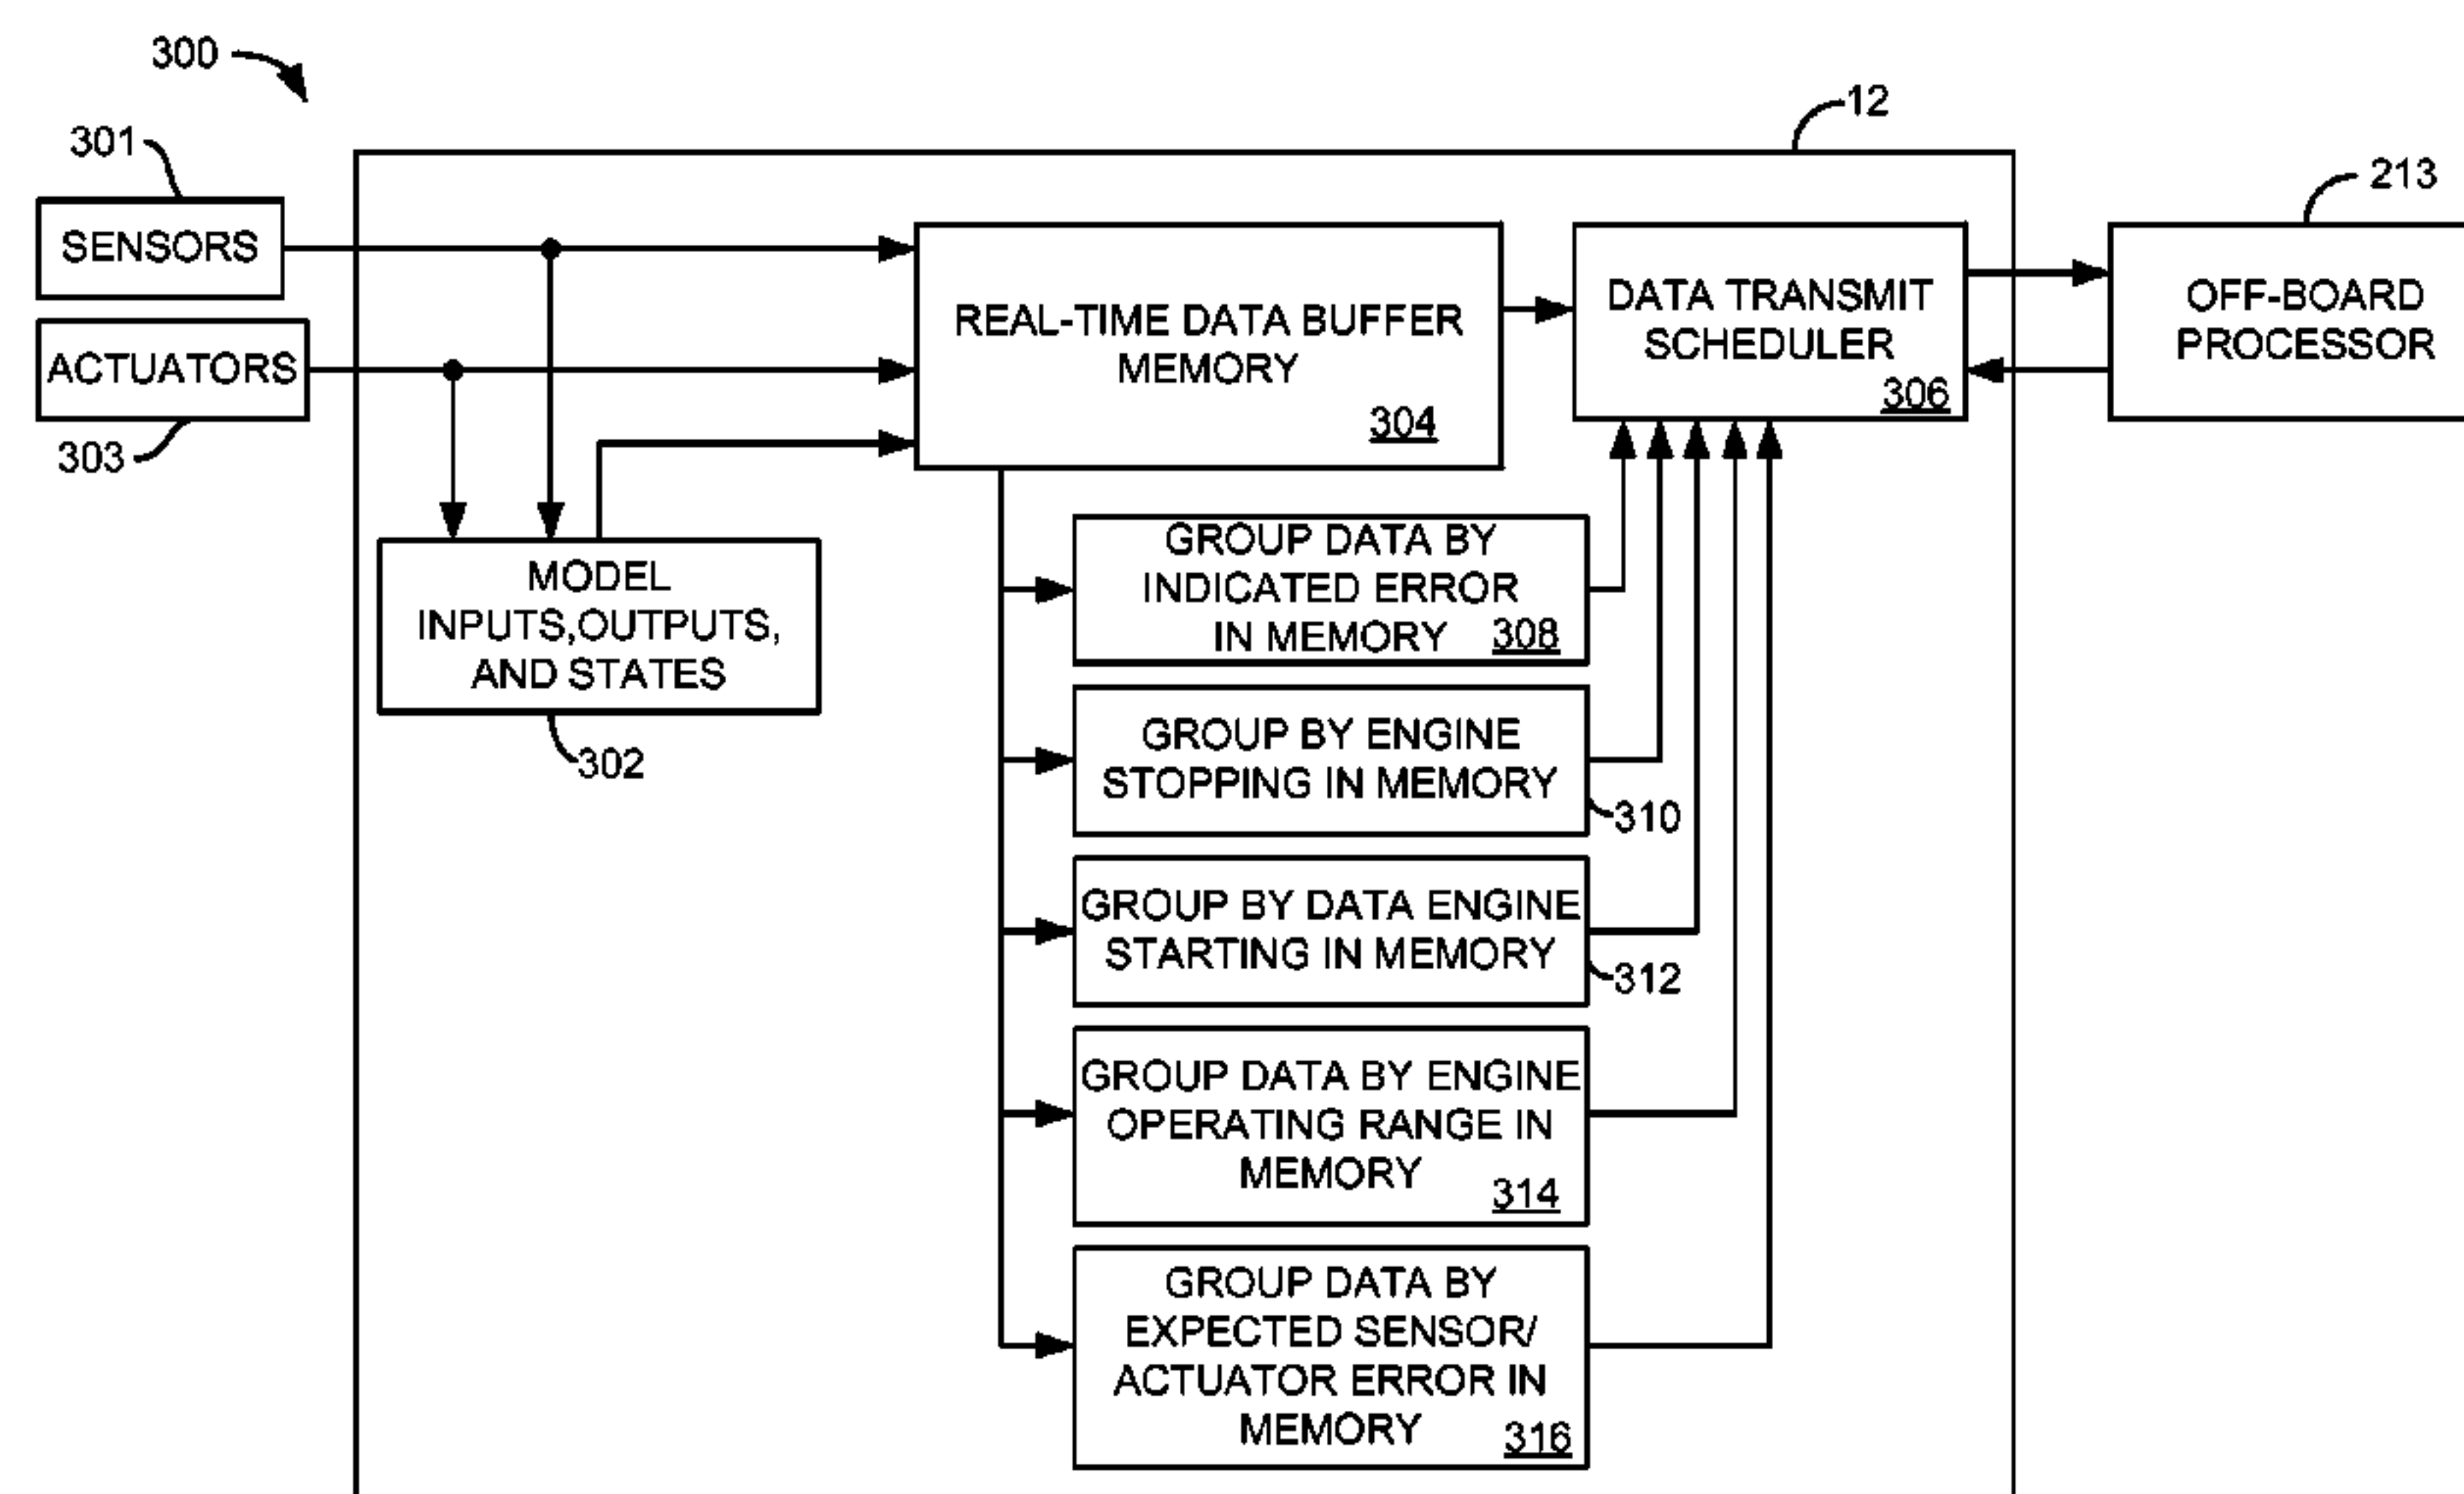 300
12
301
213
SENSORS
ACTUATORS
303
REAL-TIME DATA BUFFER
MEMORY
304
DATA TRANSMIT
SCHEDULER
306
OFF-BOARD
PROCESSOR
MODEL
INPUTS,OUTPUTS,
AND STATES
302
GROUP DATA BY
INDICATED ERROR
IN MEMORY
308
GROUP BY ENGINE
STOPPING IN MEMORY
310
GROUP BY DATA ENGINE
STARTING IN MEMORY
312
GROUP DATA BY ENGINE
OPERATING RANGE IN
MEMORY
314
GROUP DATA BY
EXPECTED SENSOR/
ACTUATOR ERROR IN
MEMORY
316